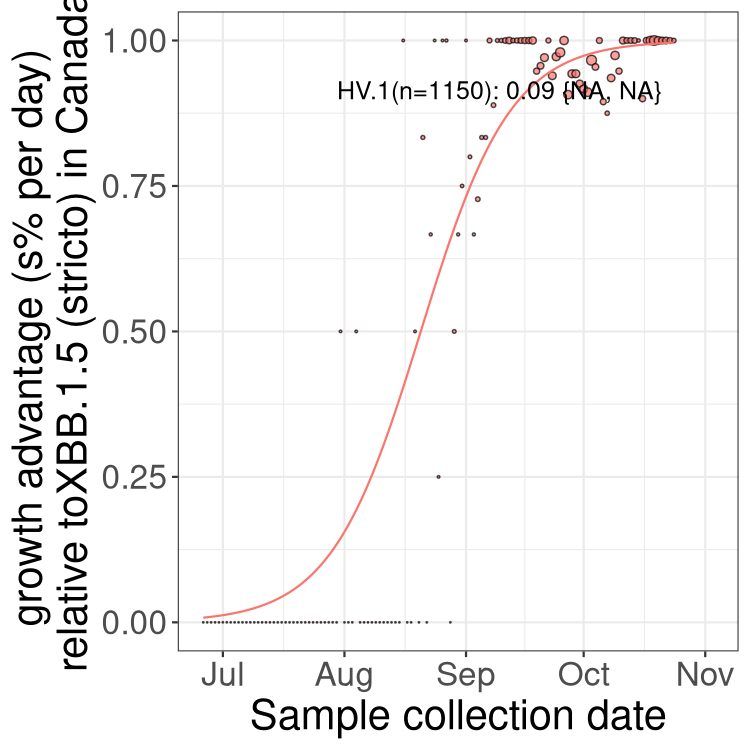 growth advantage (s% per day)
relative toXBB.1.5 (stricto) in Canada
1.00
0.75
0.50
0.25
0.00
HV.1(n=1150): 0.09 {NA, NA}
Jul Aug Sep Oct Nov
Sample collection date